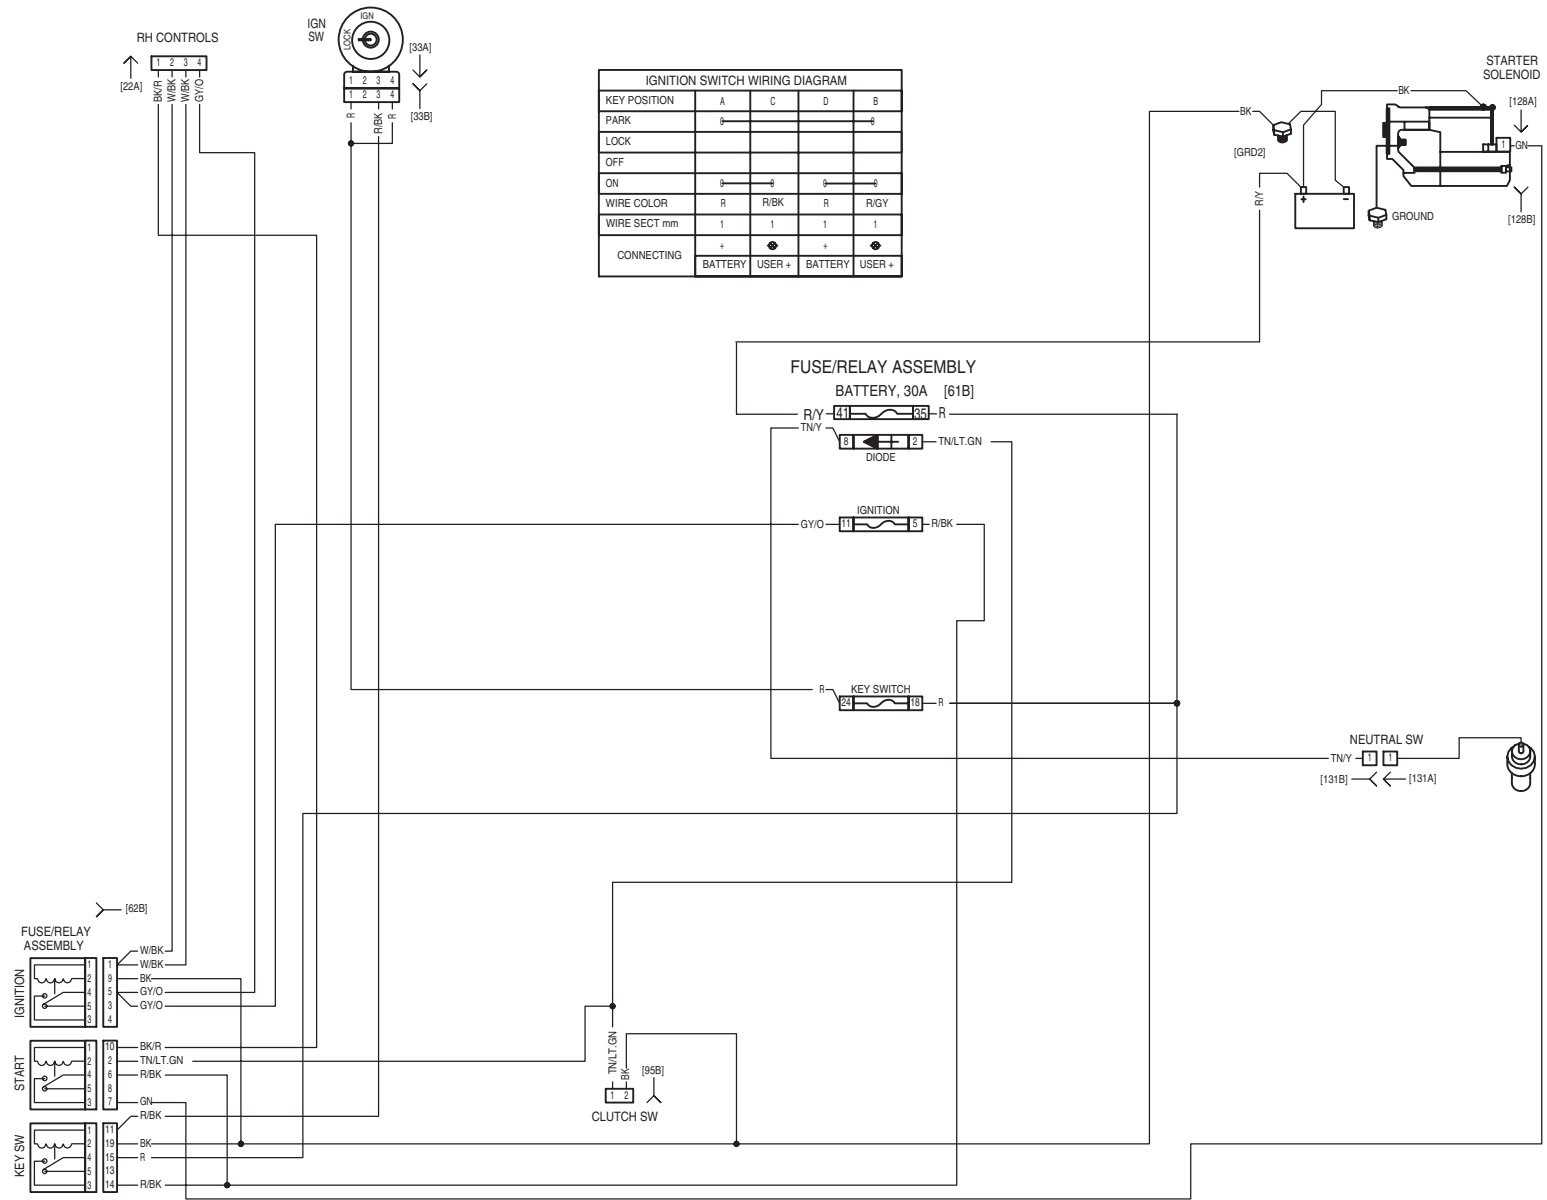 RH CONTROLS
1 2 3 4
[22A]
BK/R
W/BK
W/BK
GY/O
IGN
SW
IGN
LOCK
1 2 3 4
1 2 3 4
[33A]
[33B]
R
R/BK
R
IGNITION SWITCH WIRING DIAGRAM
KEY POSITION A C D B
PARK
LOCK
OFF
ON
WIRE COLOR R R/BK R R/GY
WIRE SECT mm 1 1 1 1
CONNECTING + +
BATTERY USER + BATTERY USER +
STARTER
SOLENOID
[128A]
BK
BK
[GRD2]
1
GN
R/Y
+ -
GROUND
[128B]
FUSE/RELAY ASSEMBLY
BATTERY, 30A [61B]
R/Y 41 35 R
TN/Y
8 2 TN/LT.GN
DIODE
IGNITION
GY/O 11 5 R/BK
R KEY SWITCH
24 18 R
NEUTRAL SW
TN/Y 1 1
[131B] [131A]
[62B]
FUSE/RELAY
ASSEMBLY
IGNITION
W/BK
1 1 W/BK
2 9 BK
4 5 GY/O
5 3 GY/O
3 4
START
1 10 BK/R
2 2 TN/LT.GN
4 6 R/BK
5 8
3 7 GN
KEY SW
R/BK
1 11
2 19 BK
4 15 R
5 13
3 14 R/BK
TN/LT.GN
BK
[95B]
1 2
CLUTCH SW